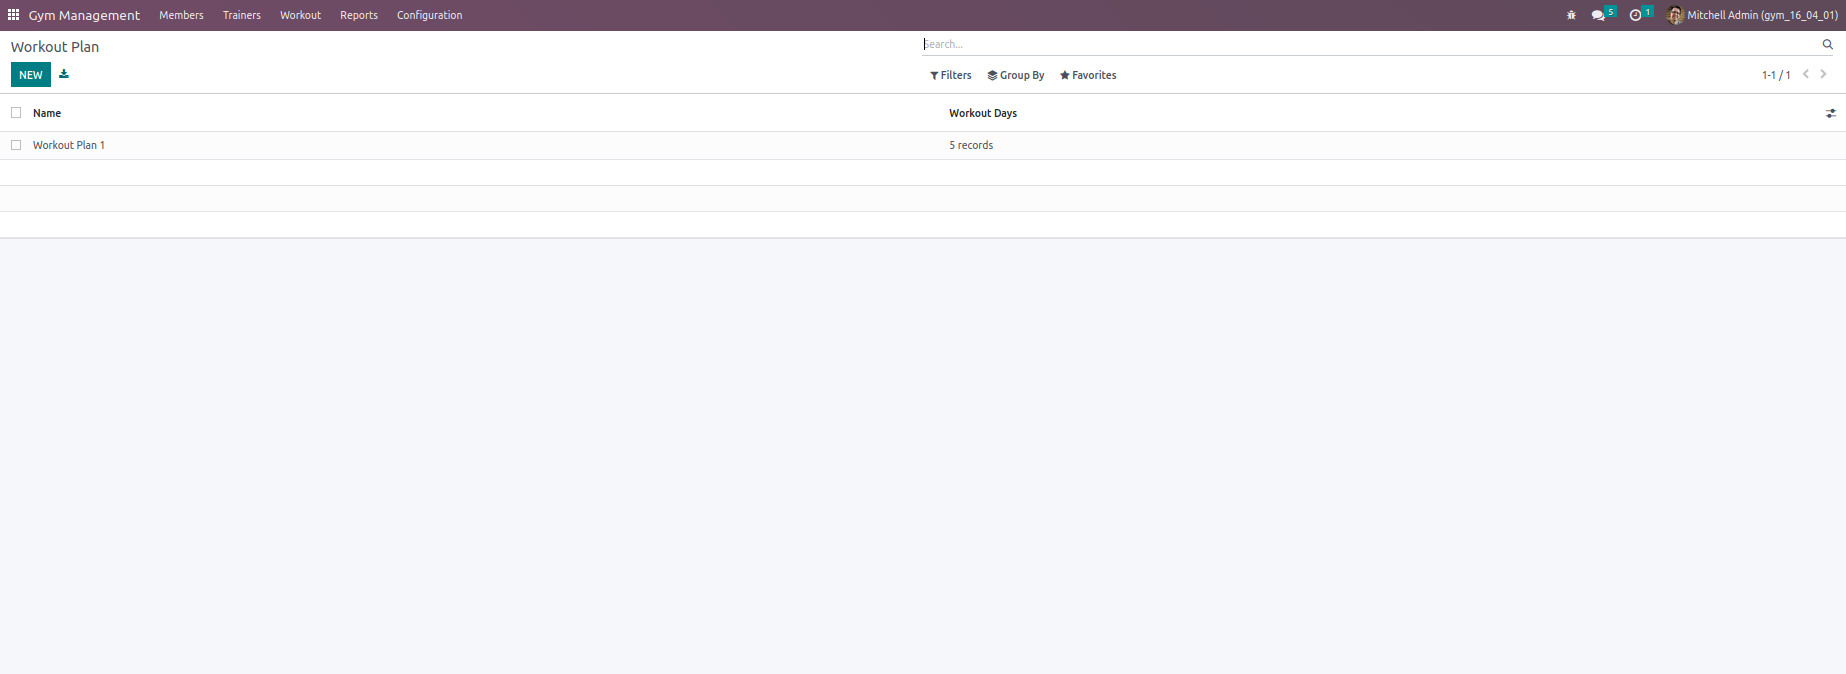 Gym Management Members Trainers Workout Reports Configuration 5 1 Mitchell Admin (gym_16_04_01)
Workout Plan Search...
NEW Filters Group By Favorites 1-1 / 1
Name Workout Days
Workout Plan 1 5 records